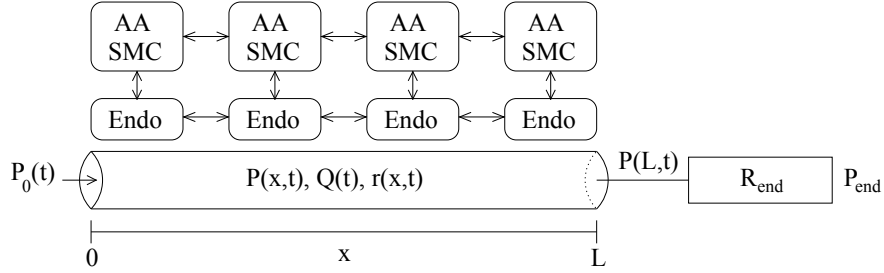 AA AA AA AA
SMC SMC SMC SMC
Endo Endo Endo Endo
P0(t) P(x,t), Q(t), r(x,t) P(L,t) Rend Pend
0 x L